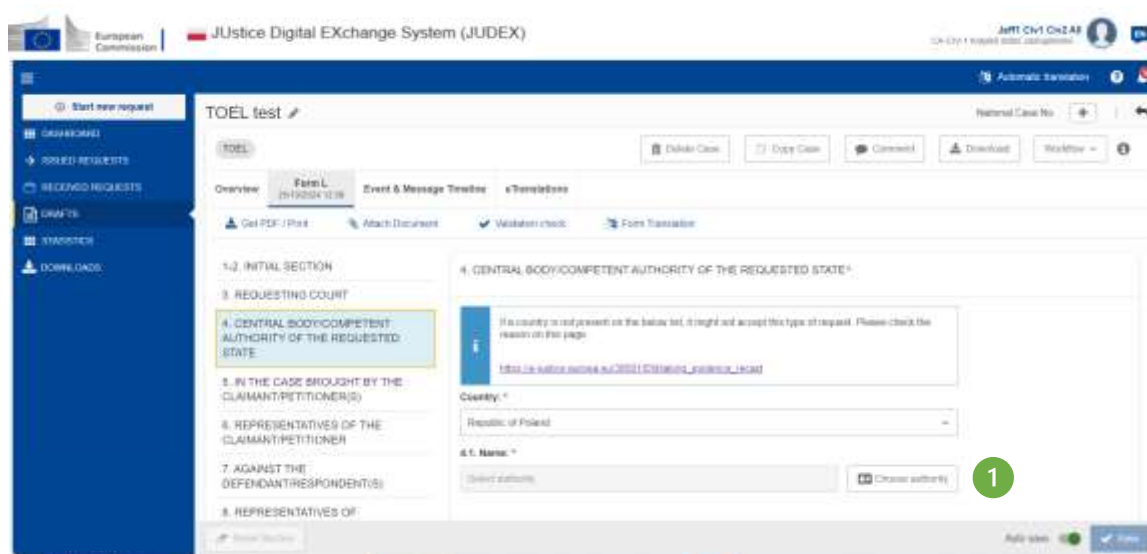 European
Commission
JUstice Digital EXchange System (JUDEX)
Jeff1 Civ1 Civ2 All
EN
Automatic translation
Start new request
TOEL test
National Case No
DASHBOARD
TOEL
Delete Case
Copy Case
Comment
Download
Workflow
ISSUED REQUESTS
RECEIVED REQUESTS
Overview
Form L
Event & Message Timeline
eTranslations
DRAFTS
Get PDF / Print
Attach Document
Validation check
Form Translation
STATISTICS
DOWNLOADS
1-2. INITIAL SECTION
3. REQUESTING COURT
4. CENTRAL BODY/COMPETENT
AUTHORITY OF THE REQUESTED
STATE
5. IN THE CASE BROUGHT BY THE
CLAIMANT/PETITIONER(S)
6. REPRESENTATIVES OF THE
CLAIMANT/PETITIONER
7. AGAINST THE
DEFENDANT/RESPONDENT(S)
8. REPRESENTATIVES OF
4. CENTRAL BODY/COMPETENT AUTHORITY OF THE REQUESTED STATE*
If a country is not present on the below list, it might not accept this type of request. Please check the
reason on this page
Country: *
Republic of Poland
4.1. Name: *
Select authority
Choose authority
1
Auto save
Save